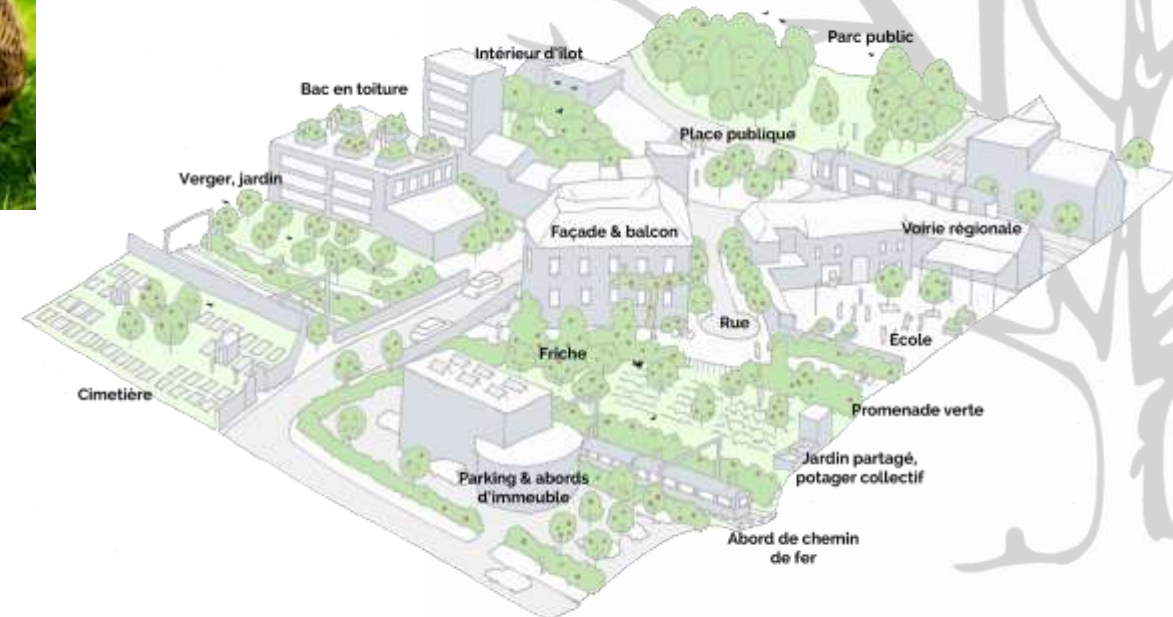 Parc public
Intérieur d'îlot
Bac en toiture
Place publique
Verger, jardin
Voirie régionale
Façade & balcon
Rue
École
Friche
Cimetière
Promenade verte
Jardin partagé,
potager collectif
Parking & abords
d'immeuble
Abord de chemin
de fer